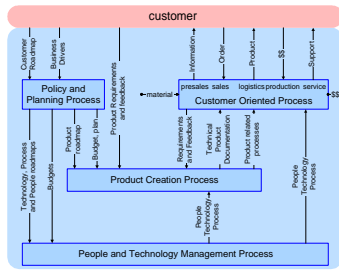 customer
Customer
Roadmap
Business
Drivers
Product Requirements
and feedback
Information
Order
Product
$$
Support
Policy and
Planning Process
material
presales sales logistics production service
Customer Oriented Process
$$
Technology, Process
and People roadmaps
Budgets
Product
roadmap
Budget, plan
Requirements
and Feedback
Technical
Product
Documentation
Product related
processes
People
Technology
Process
Product Creation Process
People
Technology
Process
People and Technology Management Process